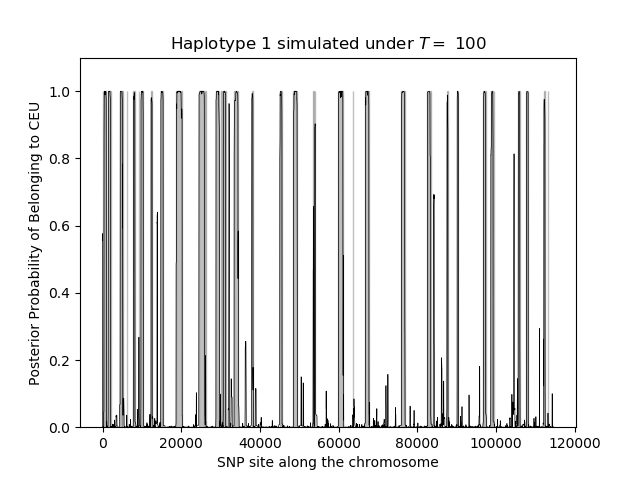 Haplotype 1 simulated under T = 100
Posterior Probability of Belonging to CEU
1.0
0.8
0.6
0.4
0.2
0.0
0 20000 40000 60000 80000 100000 120000
SNP site along the chromosome